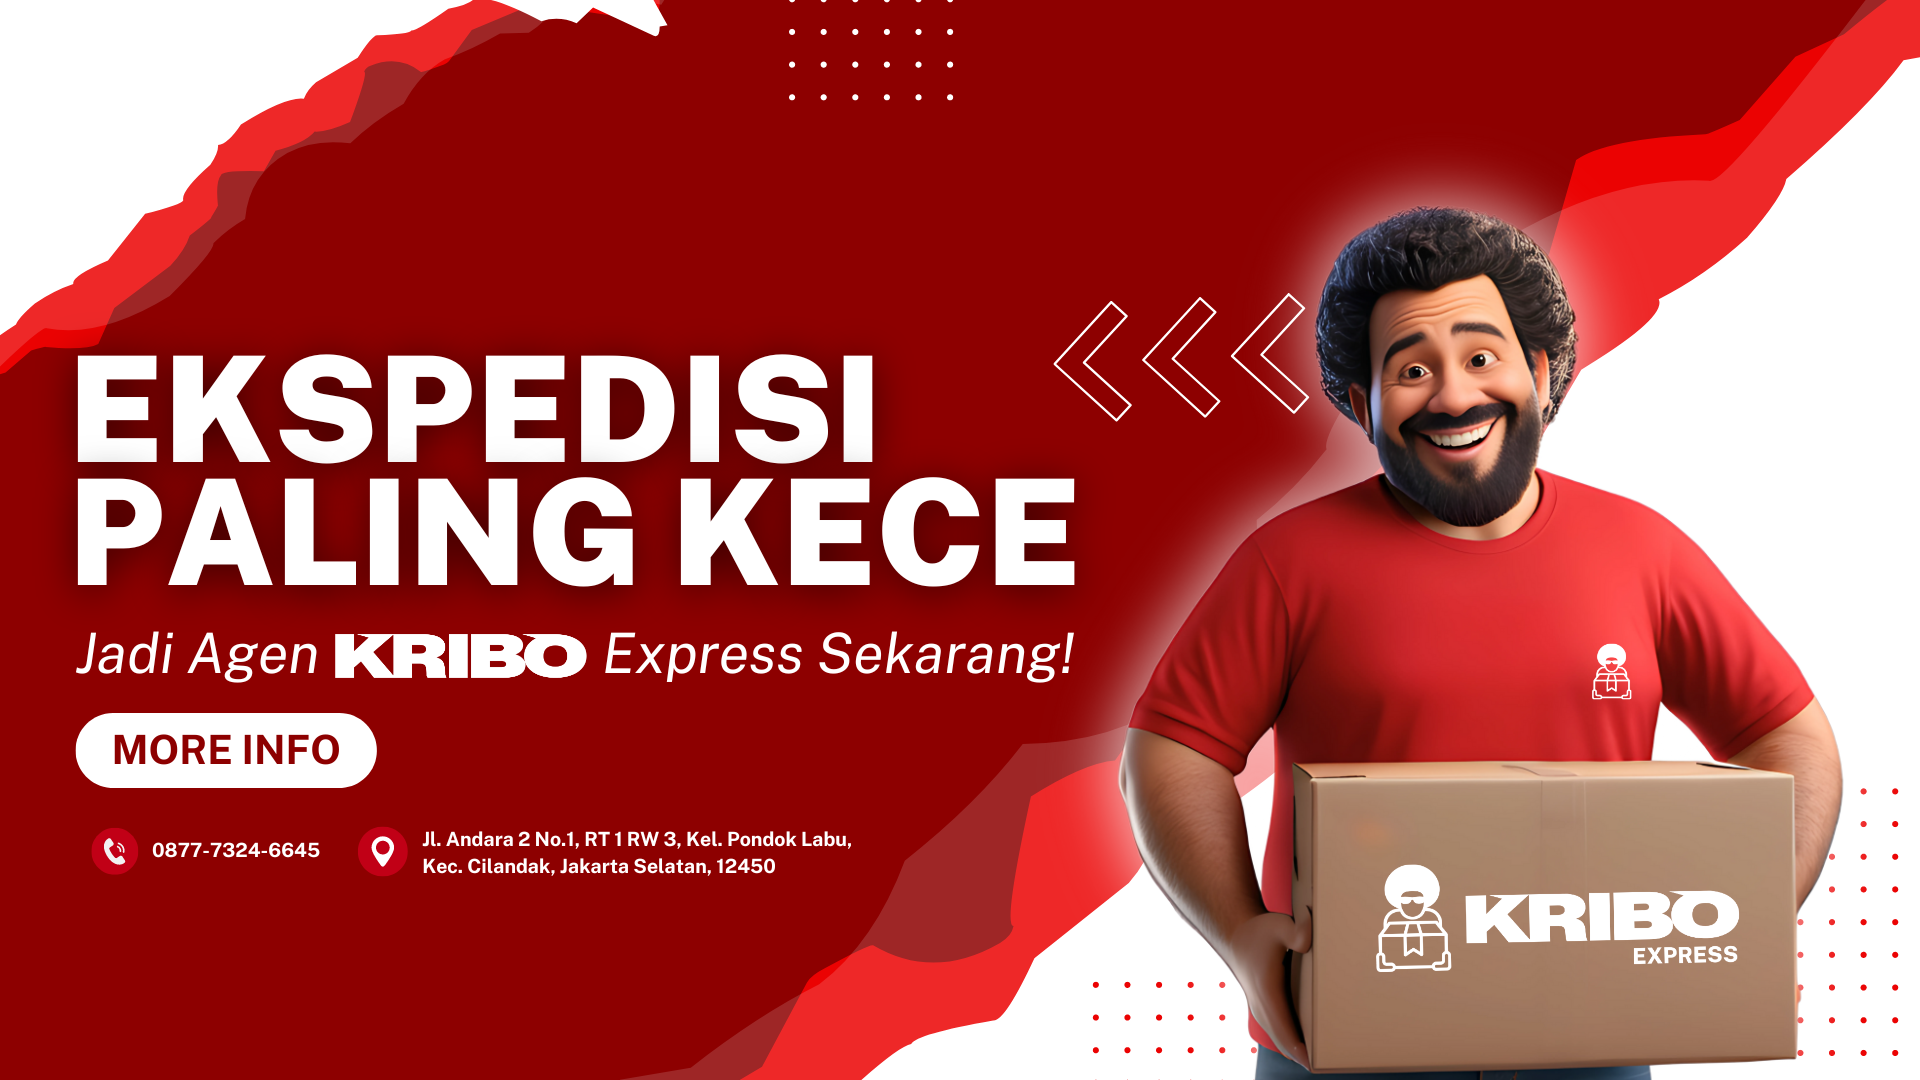 EKSPEDISI
PALING KECE
Jadi Agen KRIBO Express Sekarang!
MORE INFO
0877-7324-6645
Jl. Andara 2 No.1, RT 1 RW 3, Kel. Pondok Labu,
Kec. Cilandak, Jakarta Selatan, 12450
KRIBO
EXPRESS